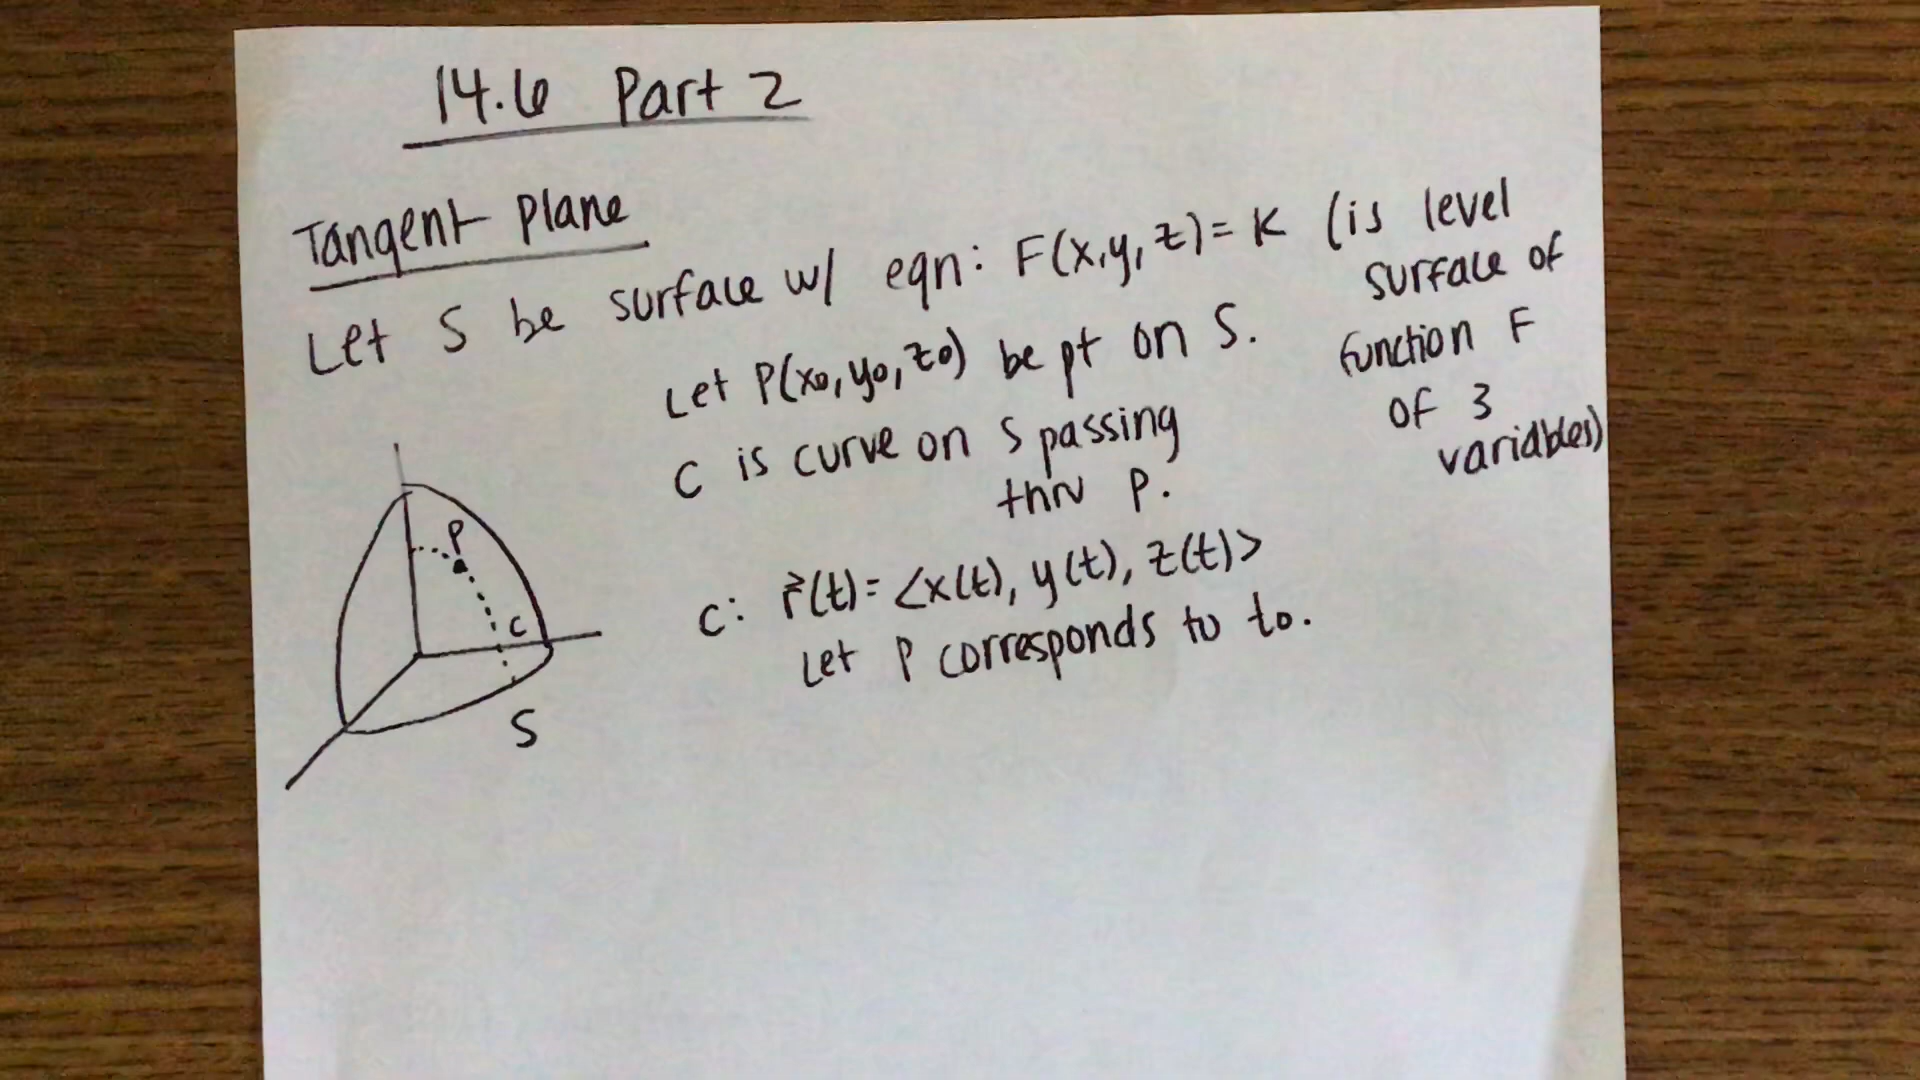 14.6 Part 2
Tangent Plane
Let S be surface w/ eqn: F(x,y,z)=K (is level
surface of
function F
of 3
variables)
Let P(x₀,y₀,z₀) be pt on S.
C is curve on S passing
thru P.
C: r⃗(t)=<x(t), y(t), z(t)>
Let P corresponds to t₀.
P
C
S